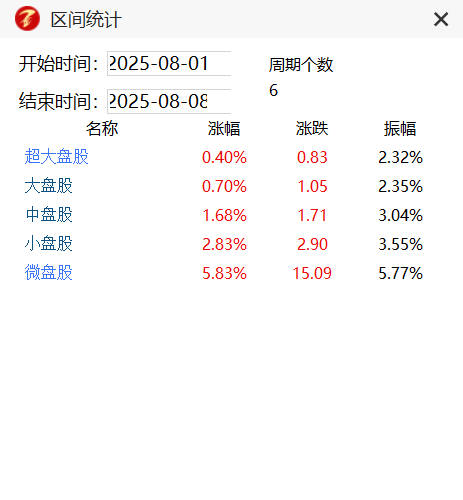 区间统计
开始时间： 2025-08-01 周期个数
结束时间： 2025-08-08 6
名称 涨幅 涨跌 振幅
超大盘股 0.40% 0.83 2.32%
大盘股 0.70% 1.05 2.35%
中盘股 1.68% 1.71 3.04%
小盘股 2.83% 2.90 3.55%
微盘股 5.83% 15.09 5.77%